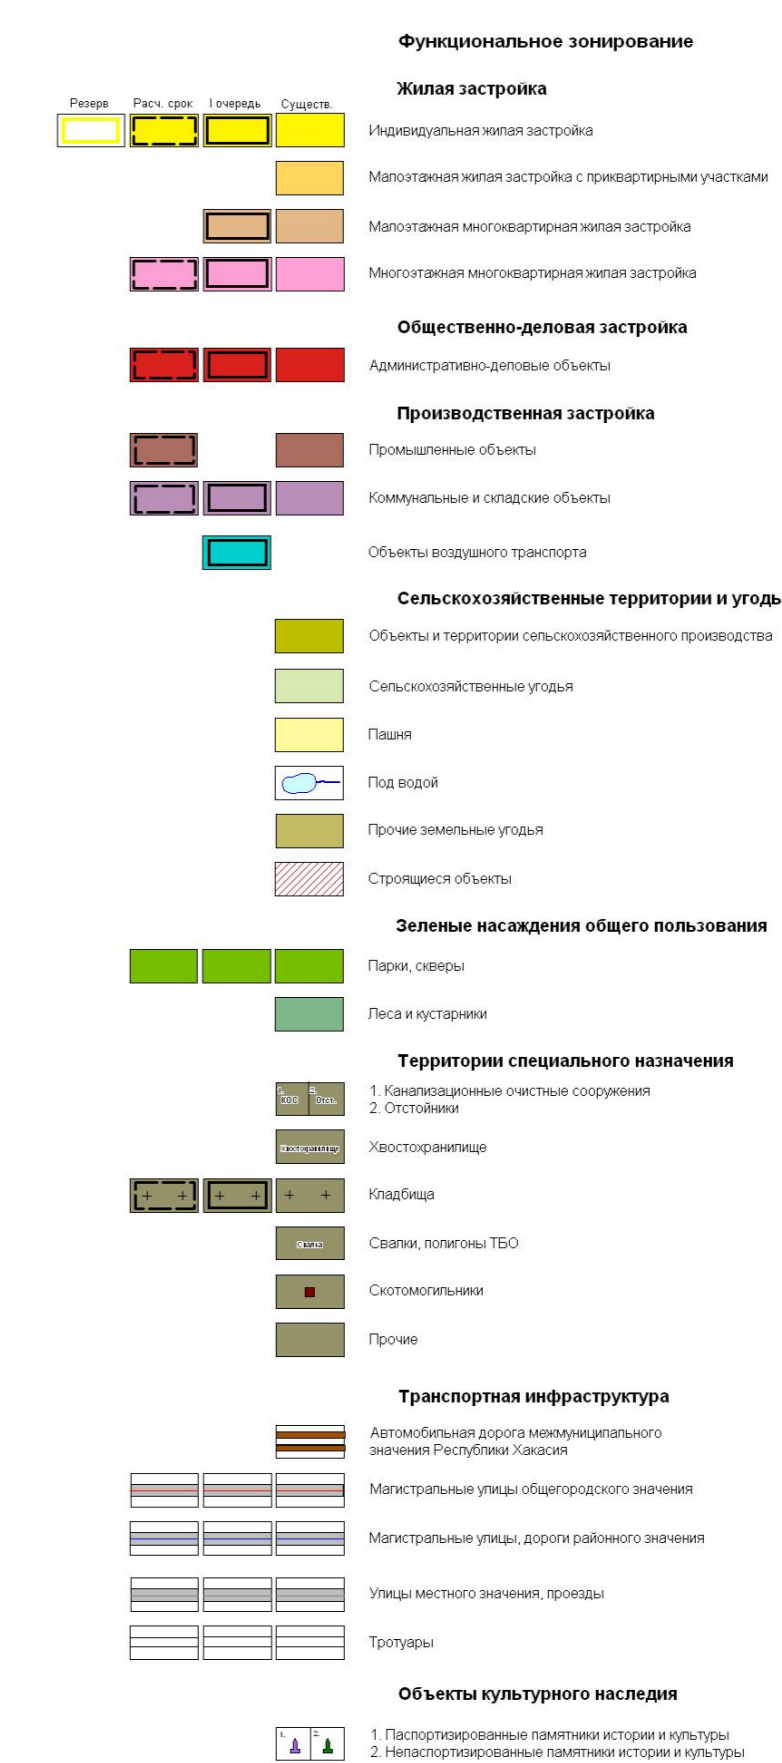 Функциональное зонирование
Жилая застройка
Резерв Расч. срок I очередь Существ.
Индивидуальная жилая застройка
Малоэтажная жилая застройка с приквартирными участками
Малоэтажная многоквартирная жилая застройка
Многоэтажная многоквартирная жилая застройка
Общественно-деловая застройка
Административно-деловые объекты
Производственная застройка
Промышленные объекты
Коммунальные и складские объекты
Объекты воздушного транспорта
Сельскохозяйственные территории и угодь
Объекты и территории сельскохозяйственного производства
Сельскохозяйственные угодья
Пашня
Под водой
Прочие земельные угодья
Строящиеся объекты
Зеленые насаждения общего пользования
Парки, скверы
Леса и кустарники
Территории специального назначения
1. КОС 2. Отст.
1. Канализационные очистные сооружения
2. Отстойники
Хвостохранилище
Хвостохранилище
Кладбища
Свалка
Свалки, полигоны ТБО
Скотомогильники
Прочие
Транспортная инфраструктура
Автомобильная дорога межмуниципального
значения Республики Хакасия
Магистральные улицы общегородского значения
Магистральные улицы, дороги районного значения
Улицы местного значения, проезды
Тротуары
Объекты культурного наследия
1. 2.
1. Паспортизированные памятники истории и культуры
2. Непаспортизированные памятники истории и культуры